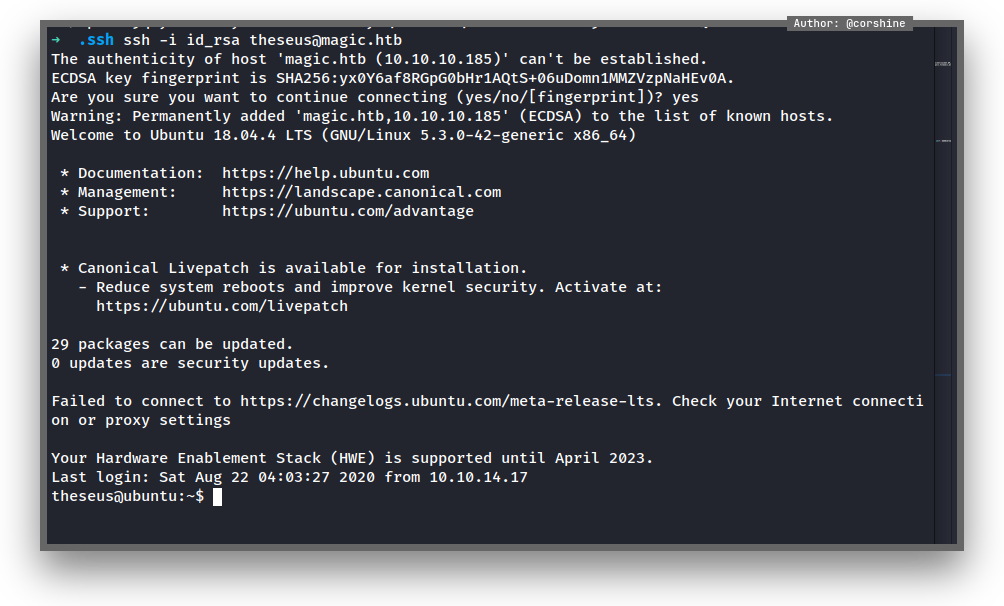 Author: @corshine
→ .ssh ssh -i id_rsa theseus@magic.htb
The authenticity of host 'magic.htb (10.10.10.185)' can't be established.
ECDSA key fingerprint is SHA256:yx0Y6af8RGpG0bHr1AQtS+06uDomn1MMZVzpNaHEv0A.
Are you sure you want to continue connecting (yes/no/[fingerprint])? yes
Warning: Permanently added 'magic.htb,10.10.10.185' (ECDSA) to the list of known hosts.
Welcome to Ubuntu 18.04.4 LTS (GNU/Linux 5.3.0-42-generic x86_64)
* Documentation: https://help.ubuntu.com
* Management: https://landscape.canonical.com
* Support: https://ubuntu.com/advantage
* Canonical Livepatch is available for installation.
- Reduce system reboots and improve kernel security. Activate at:
https://ubuntu.com/livepatch
29 packages can be updated.
0 updates are security updates.
Failed to connect to https://changelogs.ubuntu.com/meta-release-lts. Check your Internet connecti
on or proxy settings
Your Hardware Enablement Stack (HWE) is supported until April 2023.
Last login: Sat Aug 22 04:03:27 2020 from 10.10.14.17
theseus@ubuntu:~$